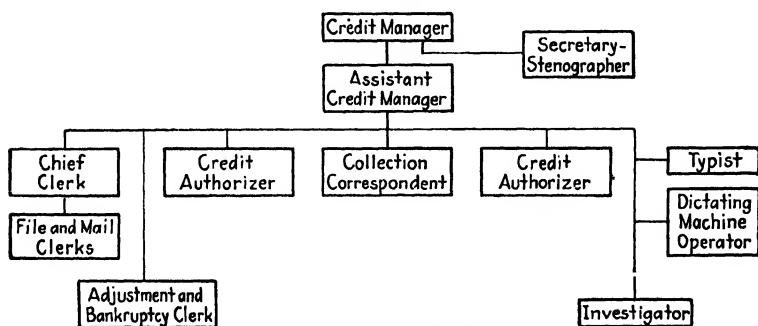 Credit Manager
Secretary-
Stenographer
Assistant
Credit Manager
Chief
Clerk
Credit
Authorizer
Collection
Correspondent
Credit
Authorizer
Typist
File and Mail
Clerks
Dictating
Machine
Operator
Adjustment and
Bankruptcy Clerk
Investigator